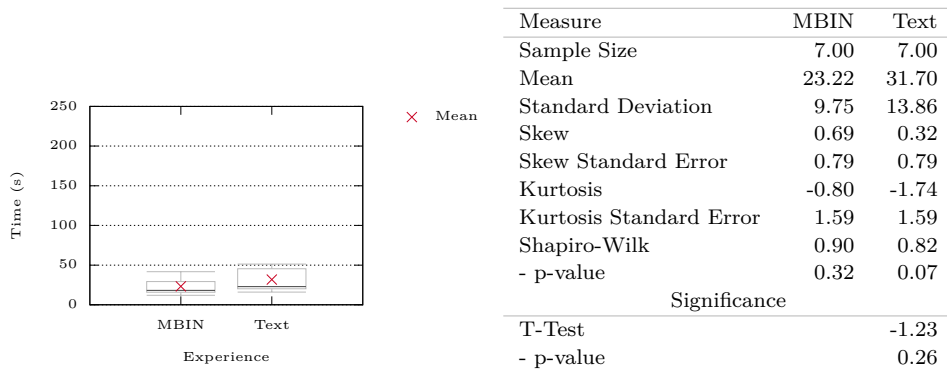 250
200
150
100
50
0
Time (s)
MBIN Text
Experience
Mean
Measure MBIN Text
Sample Size 7.00 7.00
Mean 23.22 31.70
Standard Deviation 9.75 13.86
Skew 0.69 0.32
Skew Standard Error 0.79 0.79
Kurtosis -0.80 -1.74
Kurtosis Standard Error 1.59 1.59
Shapiro-Wilk 0.90 0.82
- p-value 0.32 0.07
Significance
T-Test -1.23
- p-value 0.26